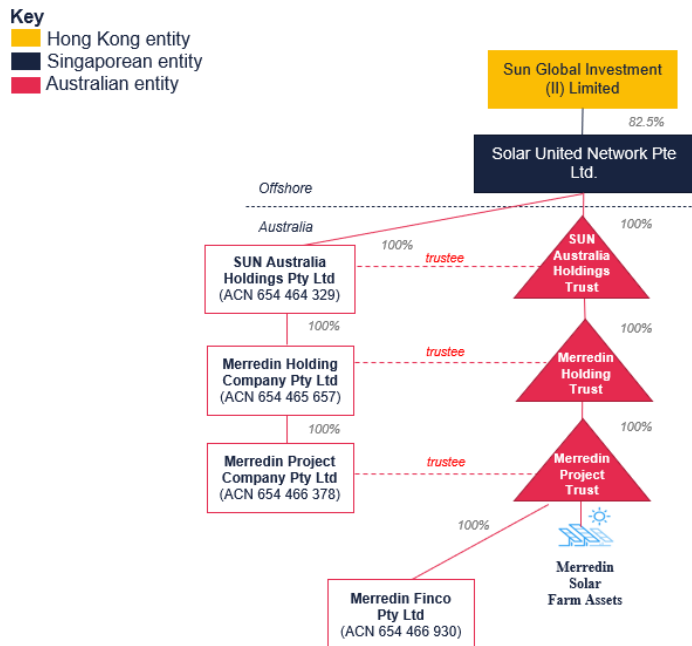 Key
Hong Kong entity
Singaporean entity
Australian entity
Sun Global Investment
(II) Limited
82.5%
Solar United Network Pte
Ltd.
Offshore
Australia
100%
100%
SUN Australia
Holdings Pty Ltd
(ACN 654 464 329)
trustee
SUN
Australia
Holdings
Trust
100%
100%
Merredin Holding
Company Pty Ltd
(ACN 654 465 657)
trustee
Merredin
Holding
Trust
100%
100%
Merredin Project
Company Pty Ltd
(ACN 654 466 378)
trustee
Merredin
Project
Trust
100%
Merredin
Solar
Farm Assets
Merredin Finco
Pty Ltd
(ACN 654 466 930)